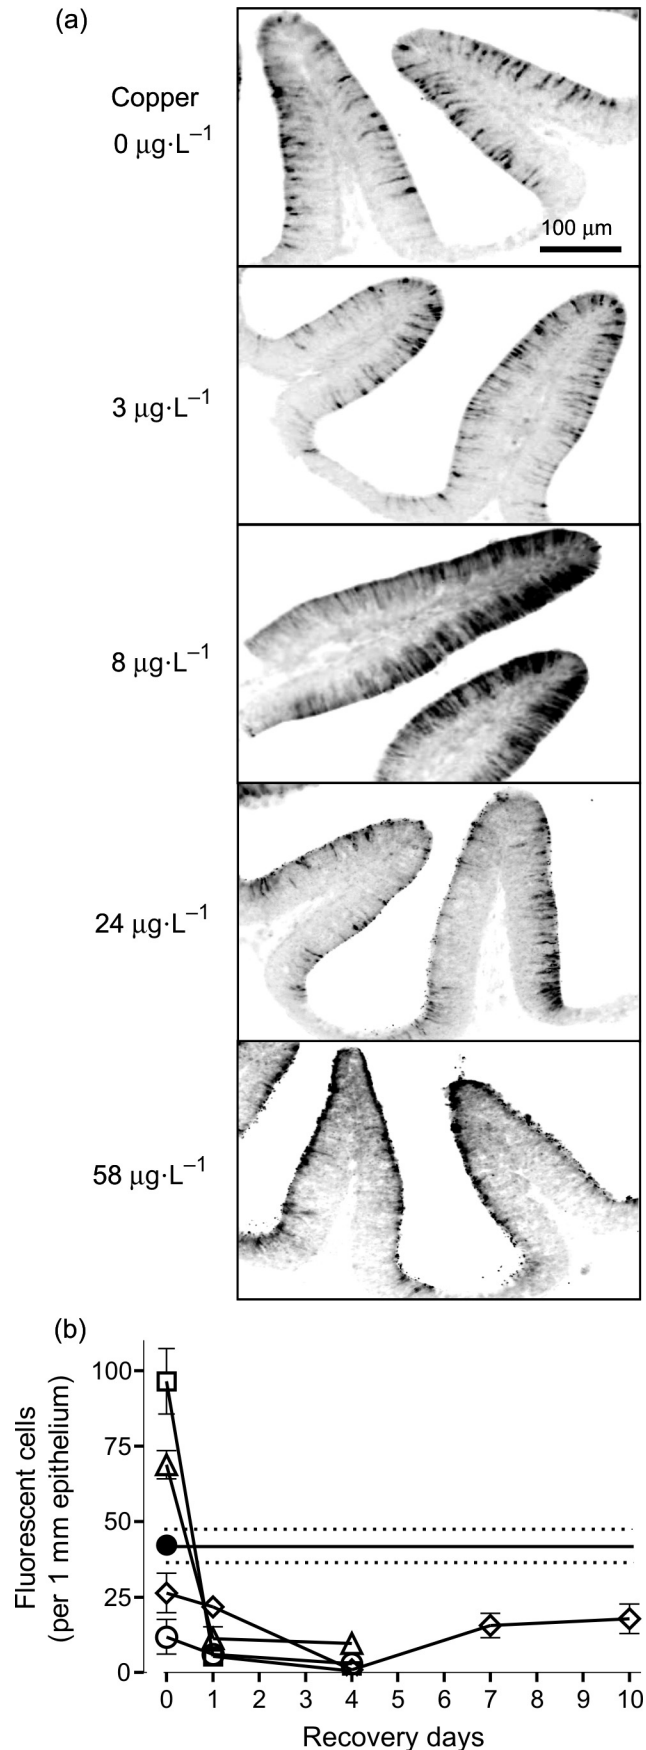 (a)
Copper
0 µg·L⁻¹
100 µm
3 µg·L⁻¹
8 µg·L⁻¹
24 µg·L⁻¹
58 µg·L⁻¹
(b)
Fluorescent cells
(per 1 mm epithelium)
100
75
50
25
0
0 1 2 3 4 5 6 7 8 9 10
Recovery days